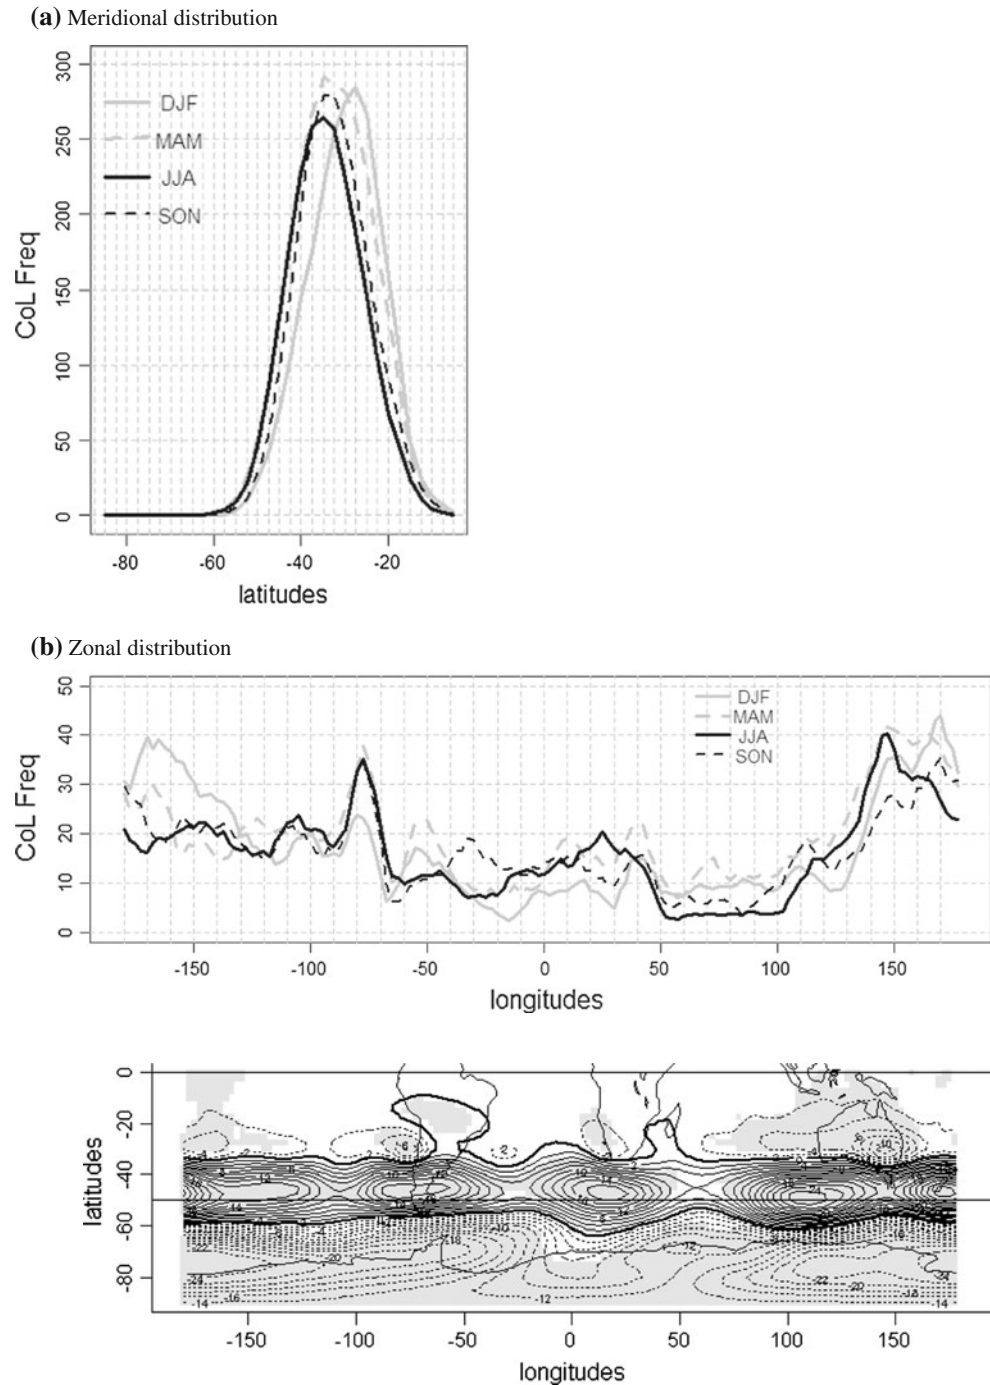 (a) Meridional distribution
300
250
200
150
100
50
0
CoL Freq
DJF
MAM
JJA
SON
-80 -60 -40 -20
latitudes
(b) Zonal distribution
50
40
30
20
10
0
CoL Freq
DJF
MAM
JJA
SON
-150 -100 -50 0 50 100 150
longitudes
0
-20
-40
-60
-80
latitudes
-150 -100 -50 0 50 100 150
longitudes